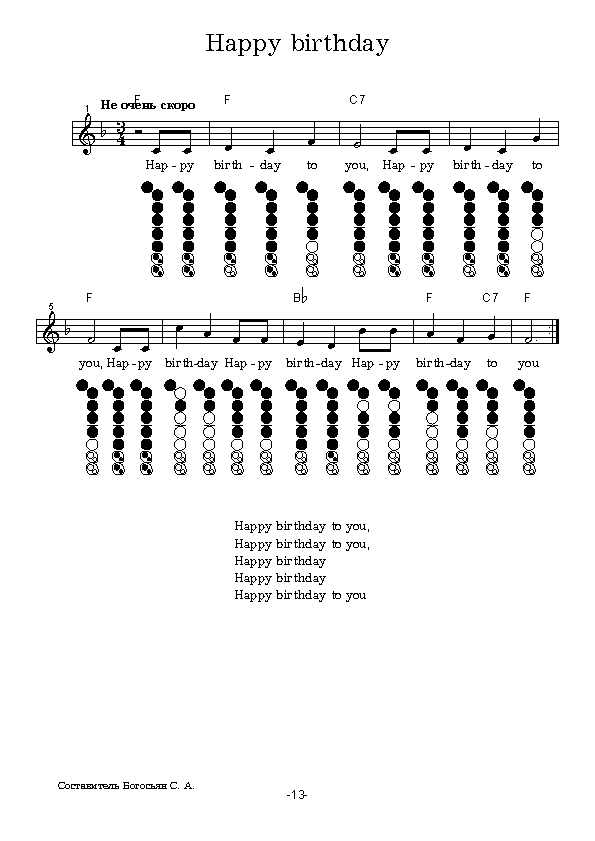 Happy birthday
Не очень скоро
F F C7
1
3
4
Hap - py birth - day to you, Hap - py birth - day to
F B♭ F C7 F
5
you, Hap - py birth-day Hap - py birth-day Hap - py birth-day to you
Happy birthday to you,
Happy birthday to you,
Happy birthday
Happy birthday
Happy birthday to you
Составитель Богосьян С. А.
-13-